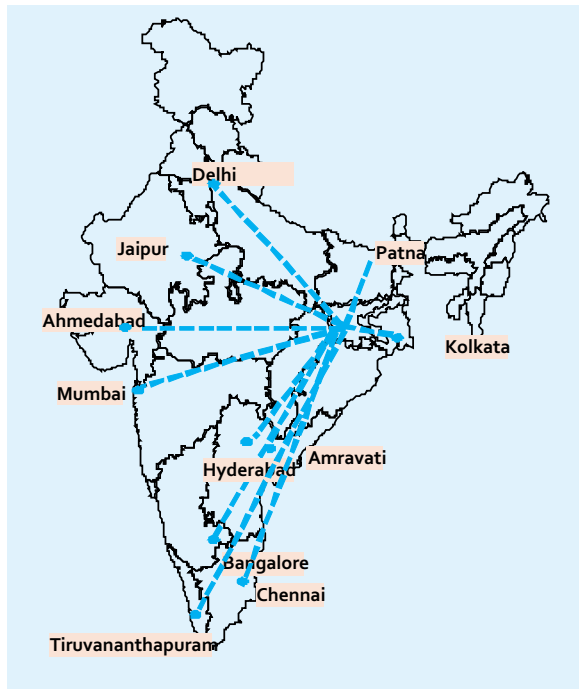 Delhi
Jaipur
Patna
Ahmedabad
Kolkata
Mumbai
Amravati
Hyderabad
Bangalore
Chennai
Tiruvananthapuram